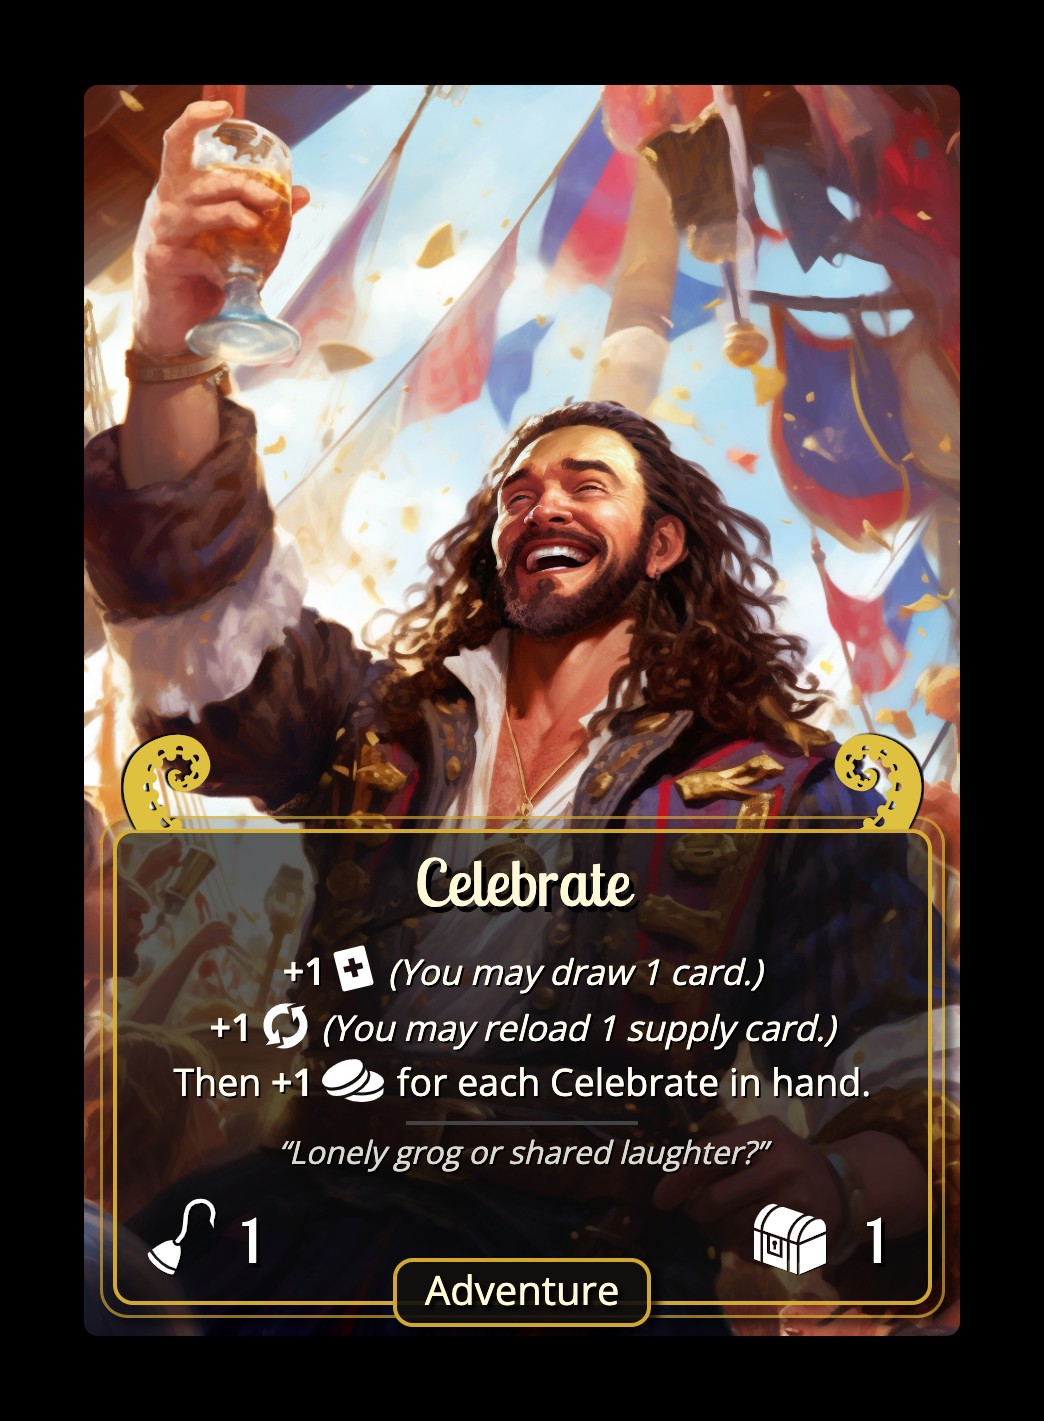 Celebrate
+1 (You may draw 1 card.)
+1 (You may reload 1 supply card.)
Then +1 for each Celebrate in hand.
“Lonely grog or shared laughter?”
1 1
Adventure